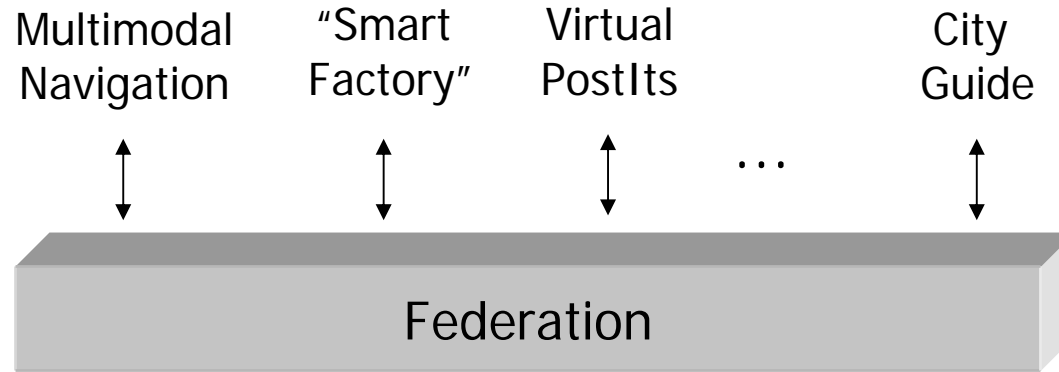 Multimodal
Navigation
“Smart
Factory”
Virtual
PostIts
...
City
Guide
Federation